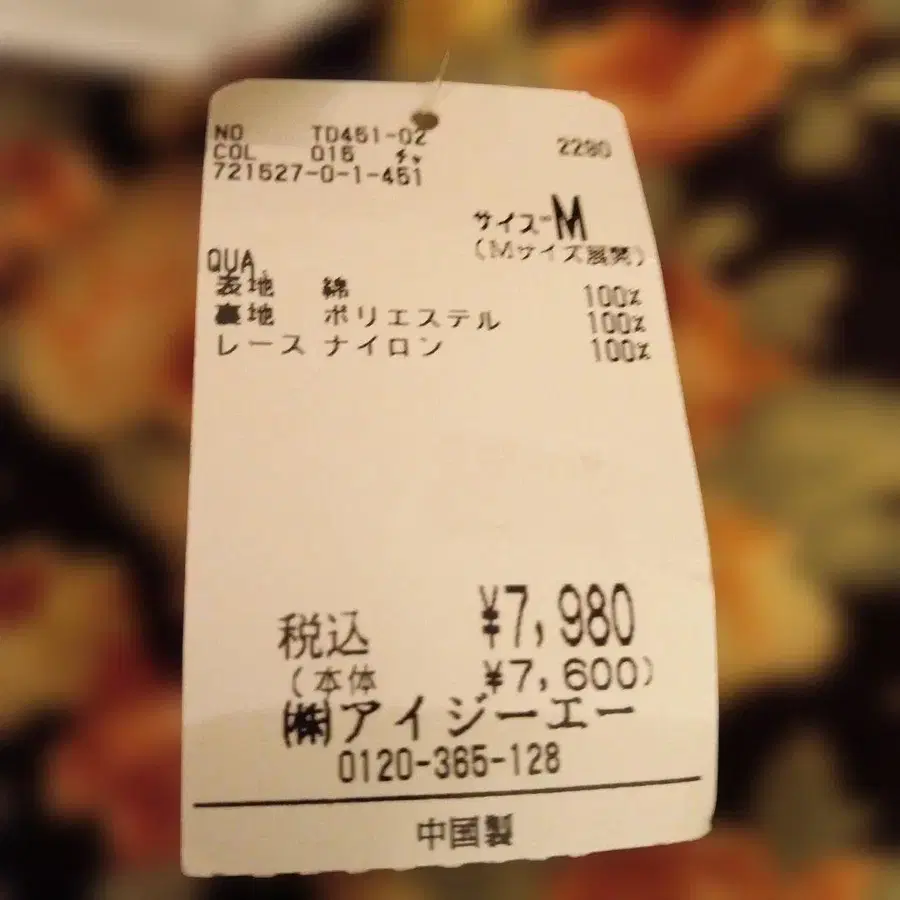 NO TD451-02 2280
COL 015 チャ
721527-0-1-451
サイズ-M
(Mサイズ展開)
QUA
表地 綿 100%
裏地 ポリエステル 100%
レース ナイロン 100%
税込 ¥7,980
(本体 ¥7,600)
(株)アイジーエー
0120-365-128
中国製